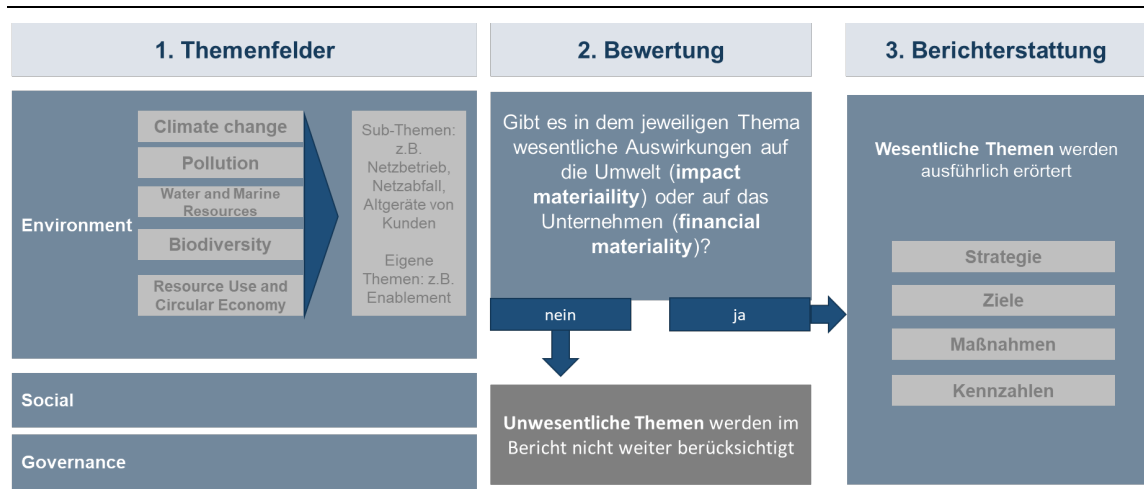 1. Themenfelder
Environment
Climate change
Pollution
Water and Marine
Resources
Biodiversity
Resource Use and
Circular Economy
Sub-Themen:
z.B.
Netzbetrieb,
Netzabfall,
Altgeräte von
Kunden
Eigene
Themen: z.B.
Enablement
Social
Governance
2. Bewertung
Gibt es in dem jeweiligen Thema
wesentliche Auswirkungen auf
die Umwelt (impact
materiaility) oder auf das
Unternehmen (financial
materiality)?
nein
ja
Unwesentliche Themen werden im
Bericht nicht weiter berücksichtigt
3. Berichterstattung
Wesentliche Themen werden
ausführlich erörtert
Strategie
Ziele
Maßnahmen
Kennzahlen